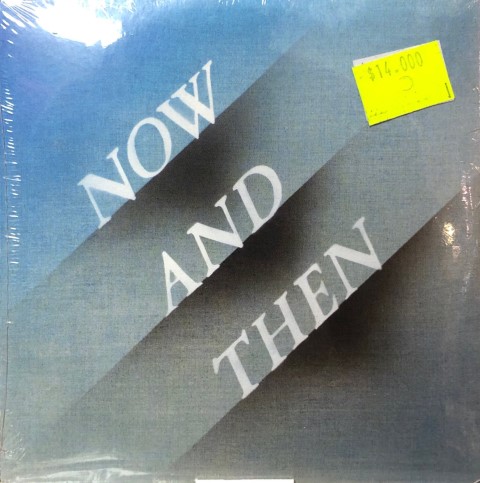 NOW
AND
THEN
$14.000